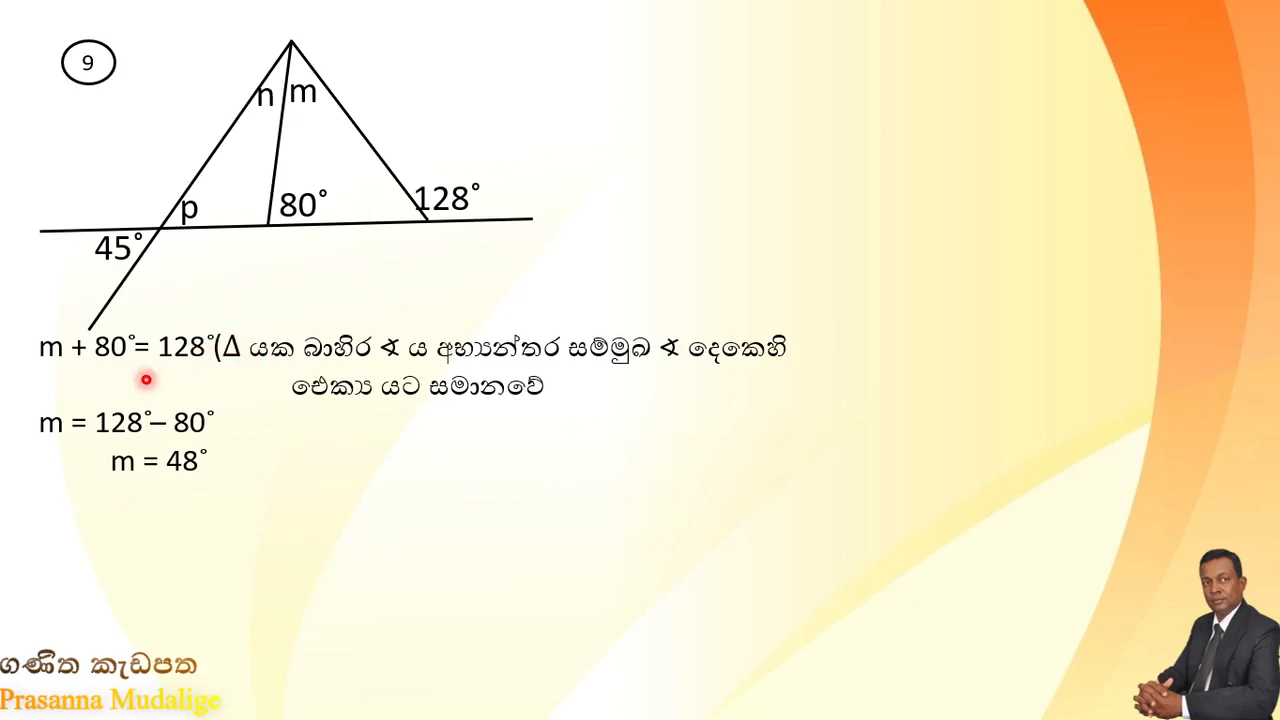 9
n m
p 80° 128°
45°
m + 80°= 128°(Δ යක බාහිර ∢ ය අභ්‍යන්තර සම්මුඛ ∢ දෙකෙහි
ඓක්‍ය යට සමානවේ
m = 128°– 80°
m = 48°
ගණිත කැඩපත
Prasanna Mudalige